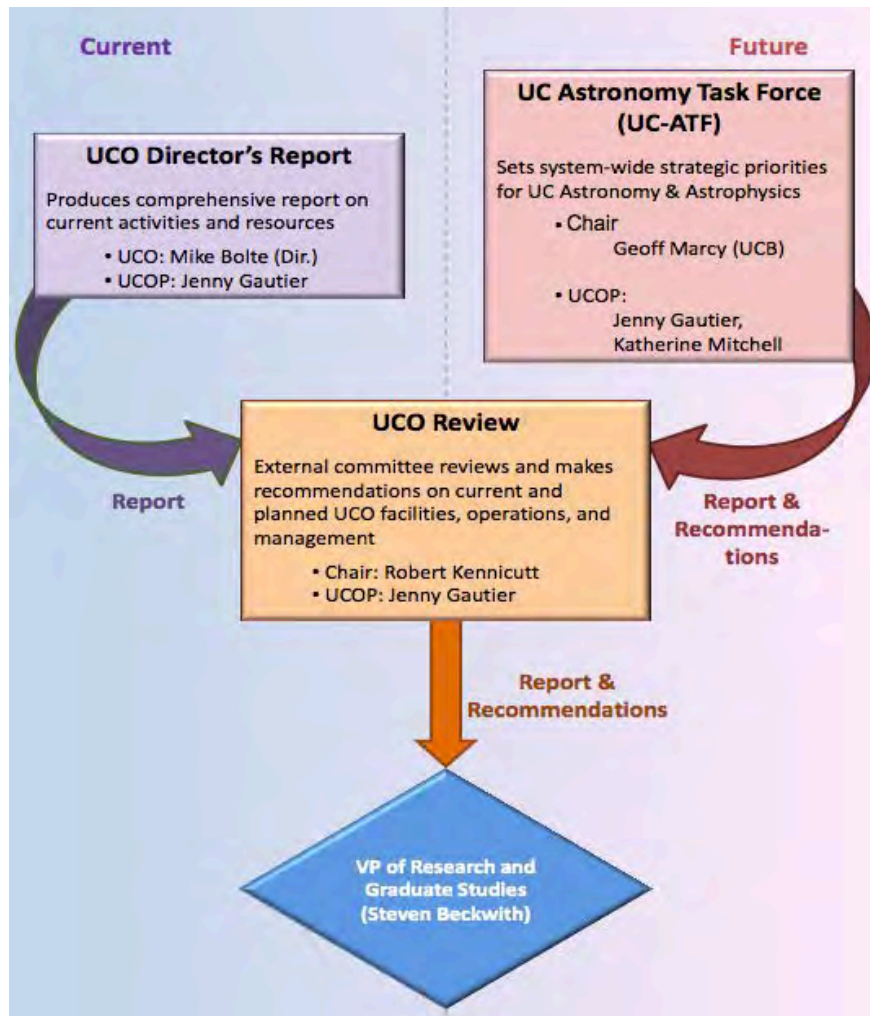 Current
Future
UCO Director's Report
Produces comprehensive report on
current activities and resources
• UCO: Mike Bolte (Dir.)
• UCOP: Jenny Gautier
UC Astronomy Task Force
(UC-ATF)
Sets system-wide strategic priorities
for UC Astronomy & Astrophysics
▪ Chair
Geoff Marcy (UCB)
• UCOP:
Jenny Gautier,
Katherine Mitchell
UCO Review
External committee reviews and makes
recommendations on current and
planned UCO facilities, operations, and
management
• Chair: Robert Kennicutt
• UCOP: Jenny Gautier
Report
Report &
Recommenda-
tions
Report &
Recommendations
VP of Research and
Graduate Studies
(Steven Beckwith)